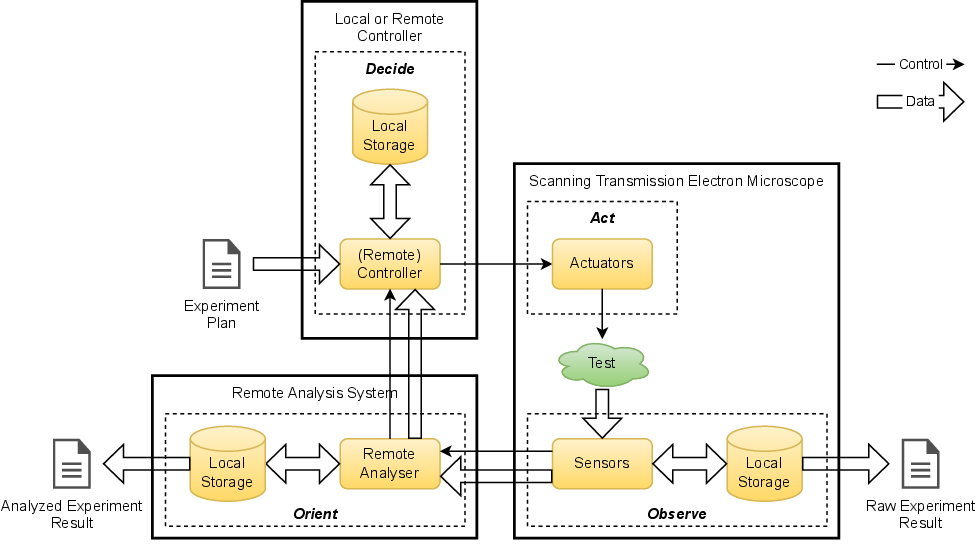 Local or Remote
Controller
Decide
Local
Storage
Control
Data
Scanning Transmission Electron Microscope
Act
(Remote)
Controller
Actuators
Experiment
Plan
Test
Remote Analysis System
Local
Storage
Remote
Analyser
Sensors
Local
Storage
Analyzed Experiment
Result
Orient
Observe
Raw Experiment
Result